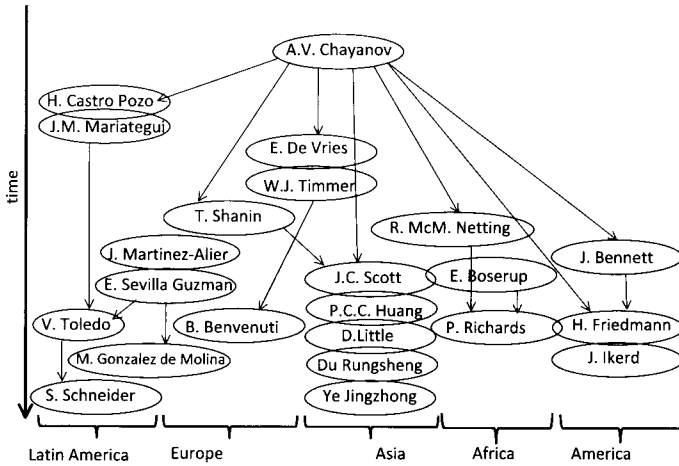 A.V. Chayanov
H. Castro Pozo
J.M. Mariategui
E. De Vries
W.J. Timmer
time
T. Shanin
R. McM. Netting
J. Martinez-Alier
J. Bennett
J.C. Scott
E. Boserup
E. Sevilla Guzman
P.C.C. Huang
V. Toledo
B. Benvenuti
D.Little
P. Richards
H. Friedmann
M. Gonzalez de Molina
Du Rungsheng
J. Ikerd
S. Schneider
Ye Jingzhong
Latin America
Europe
Asia
Africa
America